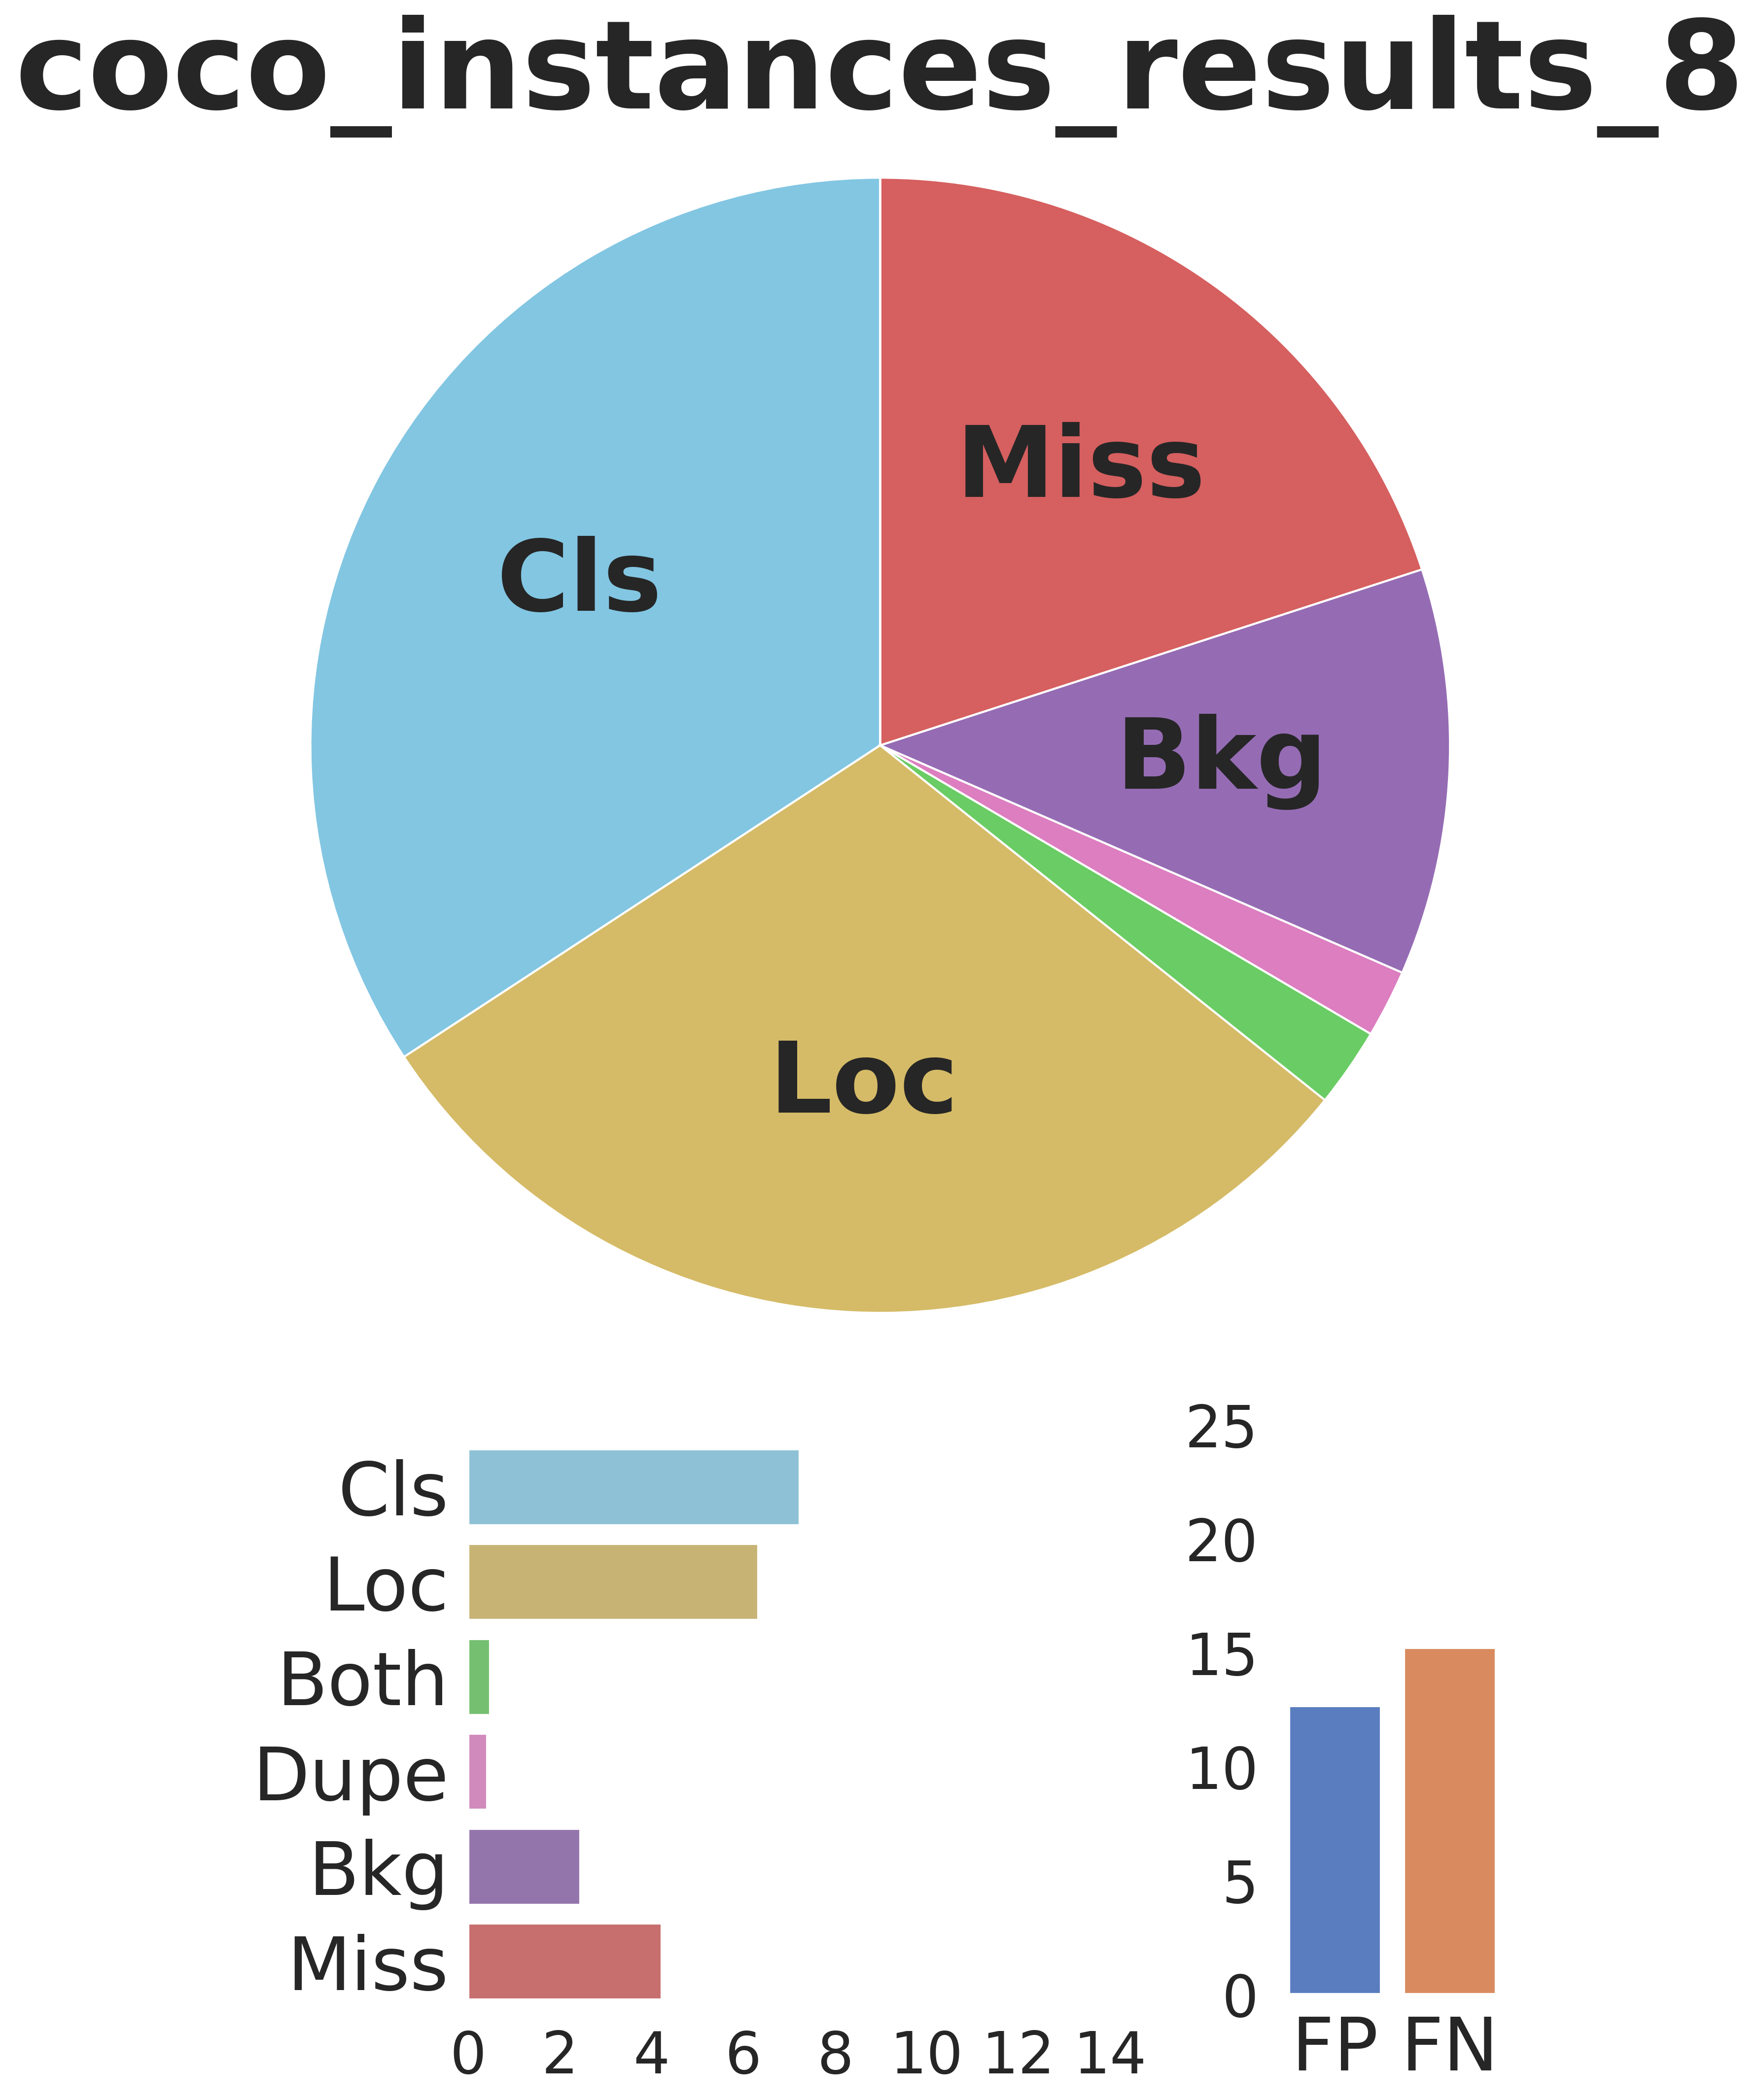 coco_instances_results_8
Miss
Cls
Bkg
Loc
Cls
Loc
Both
Dupe
Bkg
Miss
0 2 4 6 8 10 12 14
25
20
15
10
5
0
FP FN